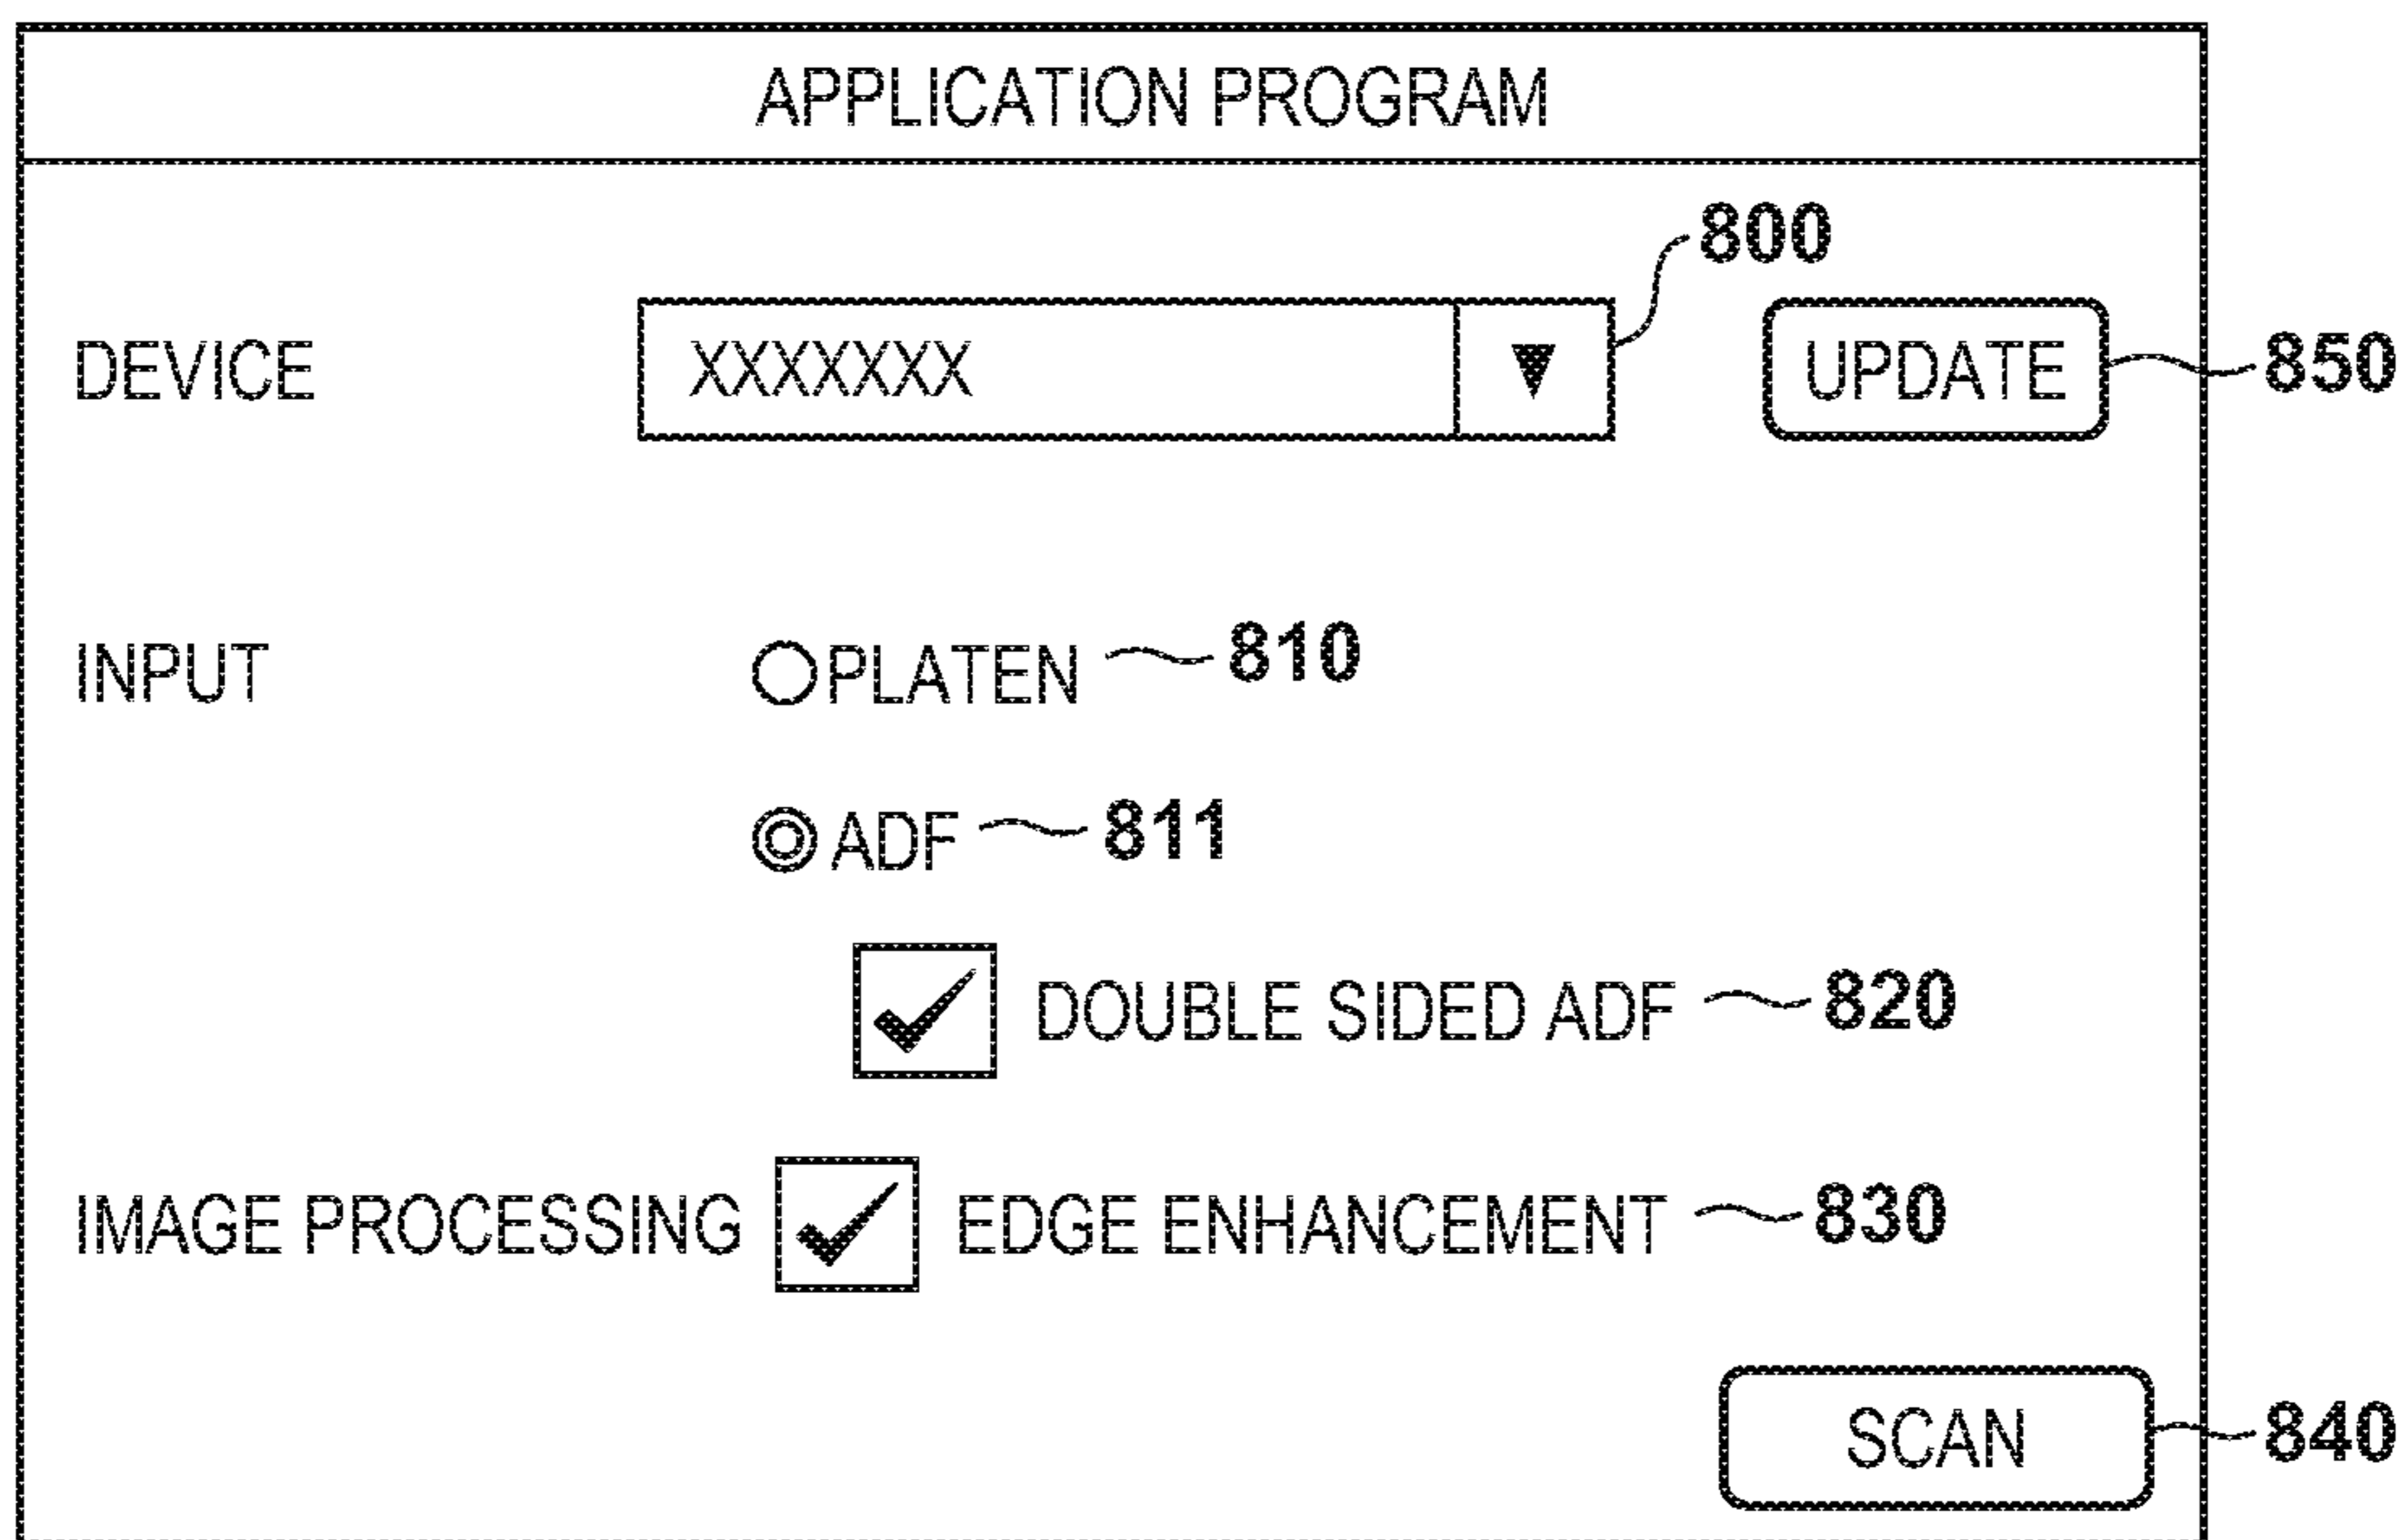 APPLICATION PROGRAM
800
DEVICE XXXXXXX ▼ UPDATE 850
INPUT PLATEN 810
ADF 811
DOUBLE SIDED ADF 820
IMAGE PROCESSING EDGE ENHANCEMENT 830
SCAN 840